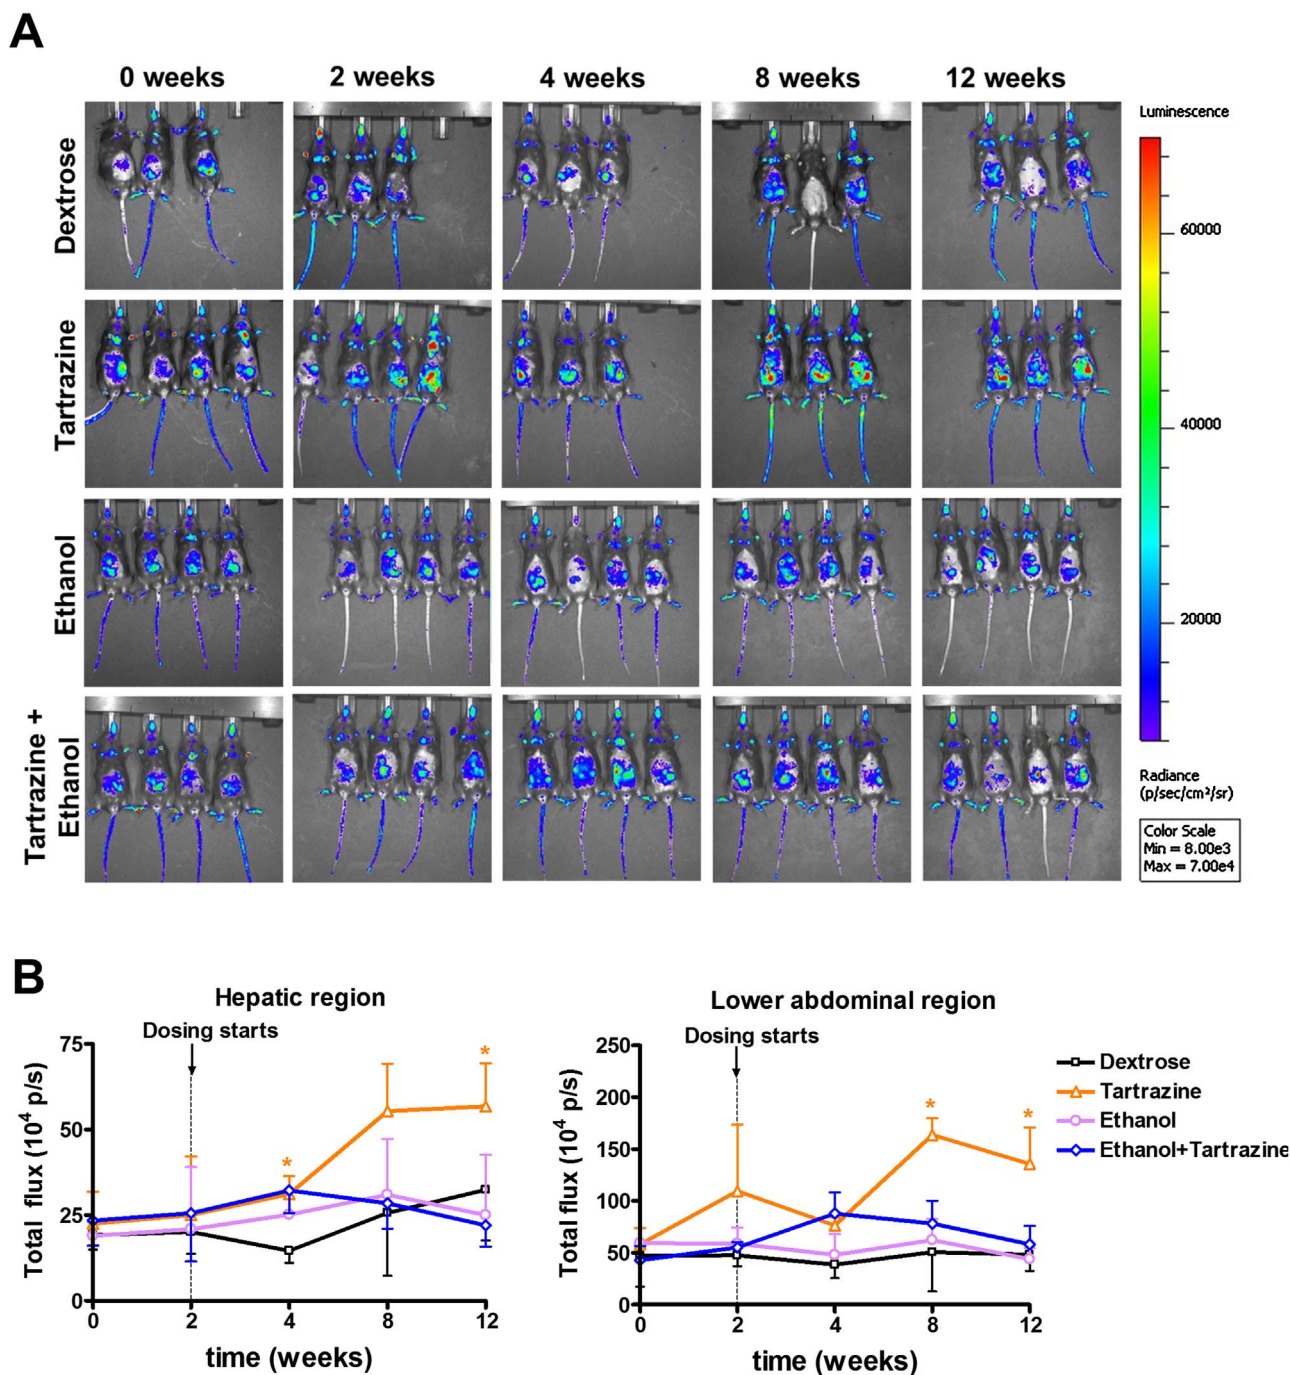 A
0 weeks 2 weeks 4 weeks 8 weeks 12 weeks
Dextrose
Tartrazine
Ethanol
Tartrazine +
Ethanol
Luminescence
60000
40000
20000
Radiance
(p/sec/cm²/sr)
Color Scale
Min = 8.00e3
Max = 7.00e4
B
Hepatic region
Dosing starts
Total flux (10⁴ p/s)
75
50
25
0
*
*
0 2 4 8 12
time (weeks)
Lower abdominal region
Dosing starts
Total flux (10⁴ p/s)
250
200
150
100
50
0
*
*
0 2 4 8 12
time (weeks)
Dextrose
Tartrazine
Ethanol
Ethanol+Tartrazine